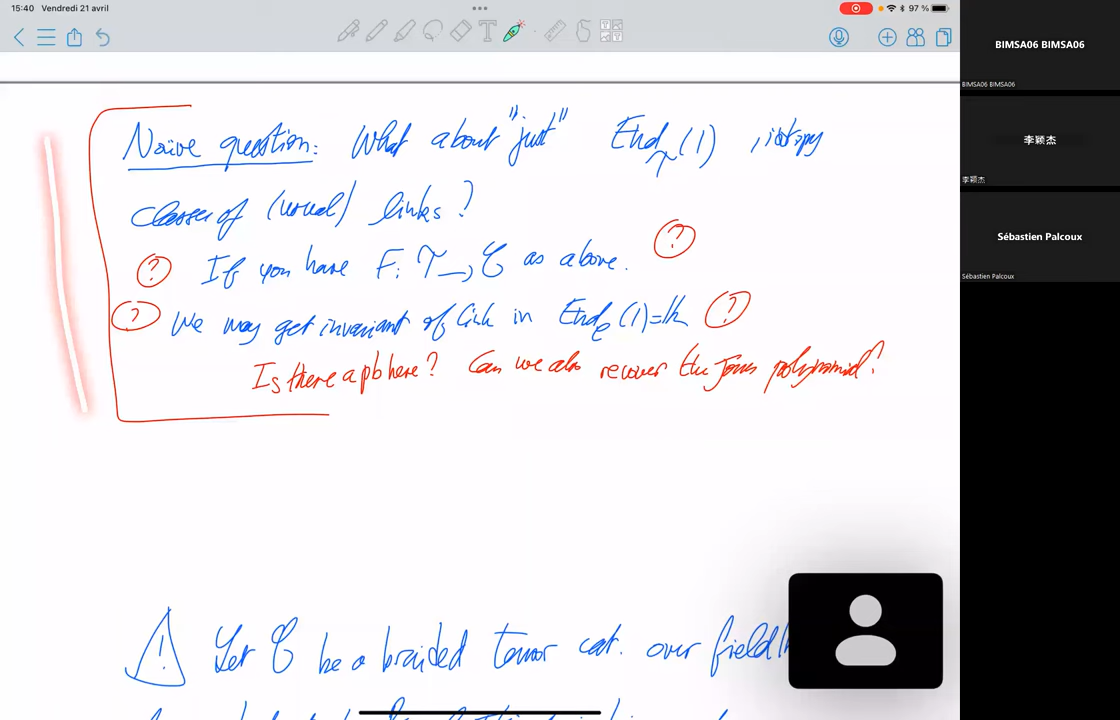 15:40 Vendredi 21 avril
97 %
BIMSA06 BIMSA06
BIMSA06 BIMSA06
李颖杰
李颖杰
Sébastien Palcoux
Sébastien Palcoux
Naïve question: What about "just" End_𝒯(1), isotopy
classes of (usual) links?
? If you have F: 𝒯 → 𝒞 as above. ?
? We may get invariant of link in End_𝒞(1)=𝕜 ?
Is there a pb here? Can we also recover the Jones polynomial?
! Let 𝒞 be a braided tensor cat. over field